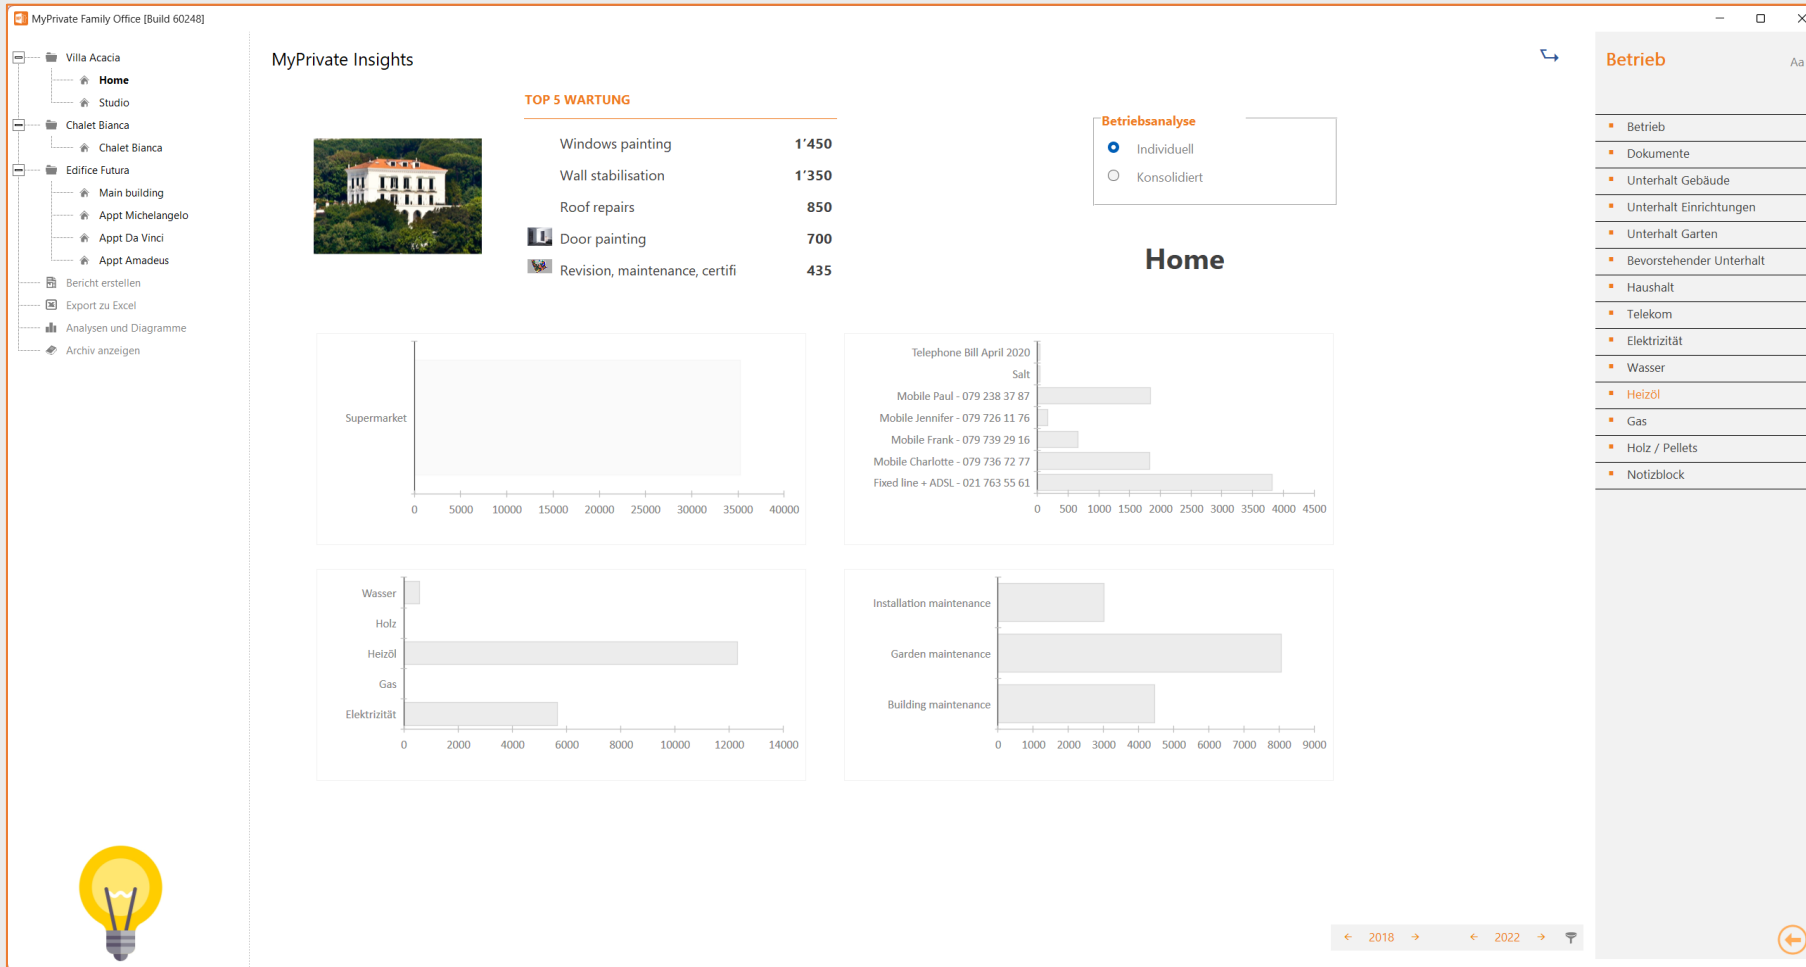 MyPrivate Family Office [Build 60248]
Villa Acacia
Home
Studio
Chalet Bianca
Chalet Bianca
Edifice Futura
Main building
Appt Michelangelo
Appt Da Vinci
Appt Amadeus
Bericht erstellen
Export zu Excel
Analysen und Diagramme
Archiv anzeigen
MyPrivate Insights
TOP 5 WARTUNG
Windows painting 1'450
Wall stabilisation 1'350
Roof repairs 850
Door painting 700
Revision, maintenance, certifi 435
Betriebsanalyse
Individuell
Konsolidiert
Home
Supermarket
0 5000 10000 15000 20000 25000 30000 35000 40000
Telephone Bill April 2020
Salt
Mobile Paul - 079 238 37 87
Mobile Jennifer - 079 726 11 76
Mobile Frank - 079 739 29 16
Mobile Charlotte - 079 736 72 77
Fixed line + ADSL - 021 763 55 61
0 500 1000 1500 2000 2500 3000 3500 4000 4500
Wasser
Holz
Heizöl
Gas
Elektrizität
0 2000 4000 6000 8000 10000 12000 14000
Installation maintenance
Garden maintenance
Building maintenance
0 1000 2000 3000 4000 5000 6000 7000 8000 9000
2018 2022
Betrieb Aa
Betrieb
Dokumente
Unterhalt Gebäude
Unterhalt Einrichtungen
Unterhalt Garten
Bevorstehender Unterhalt
Haushalt
Telekom
Elektrizität
Wasser
Heizöl
Gas
Holz / Pellets
Notizblock